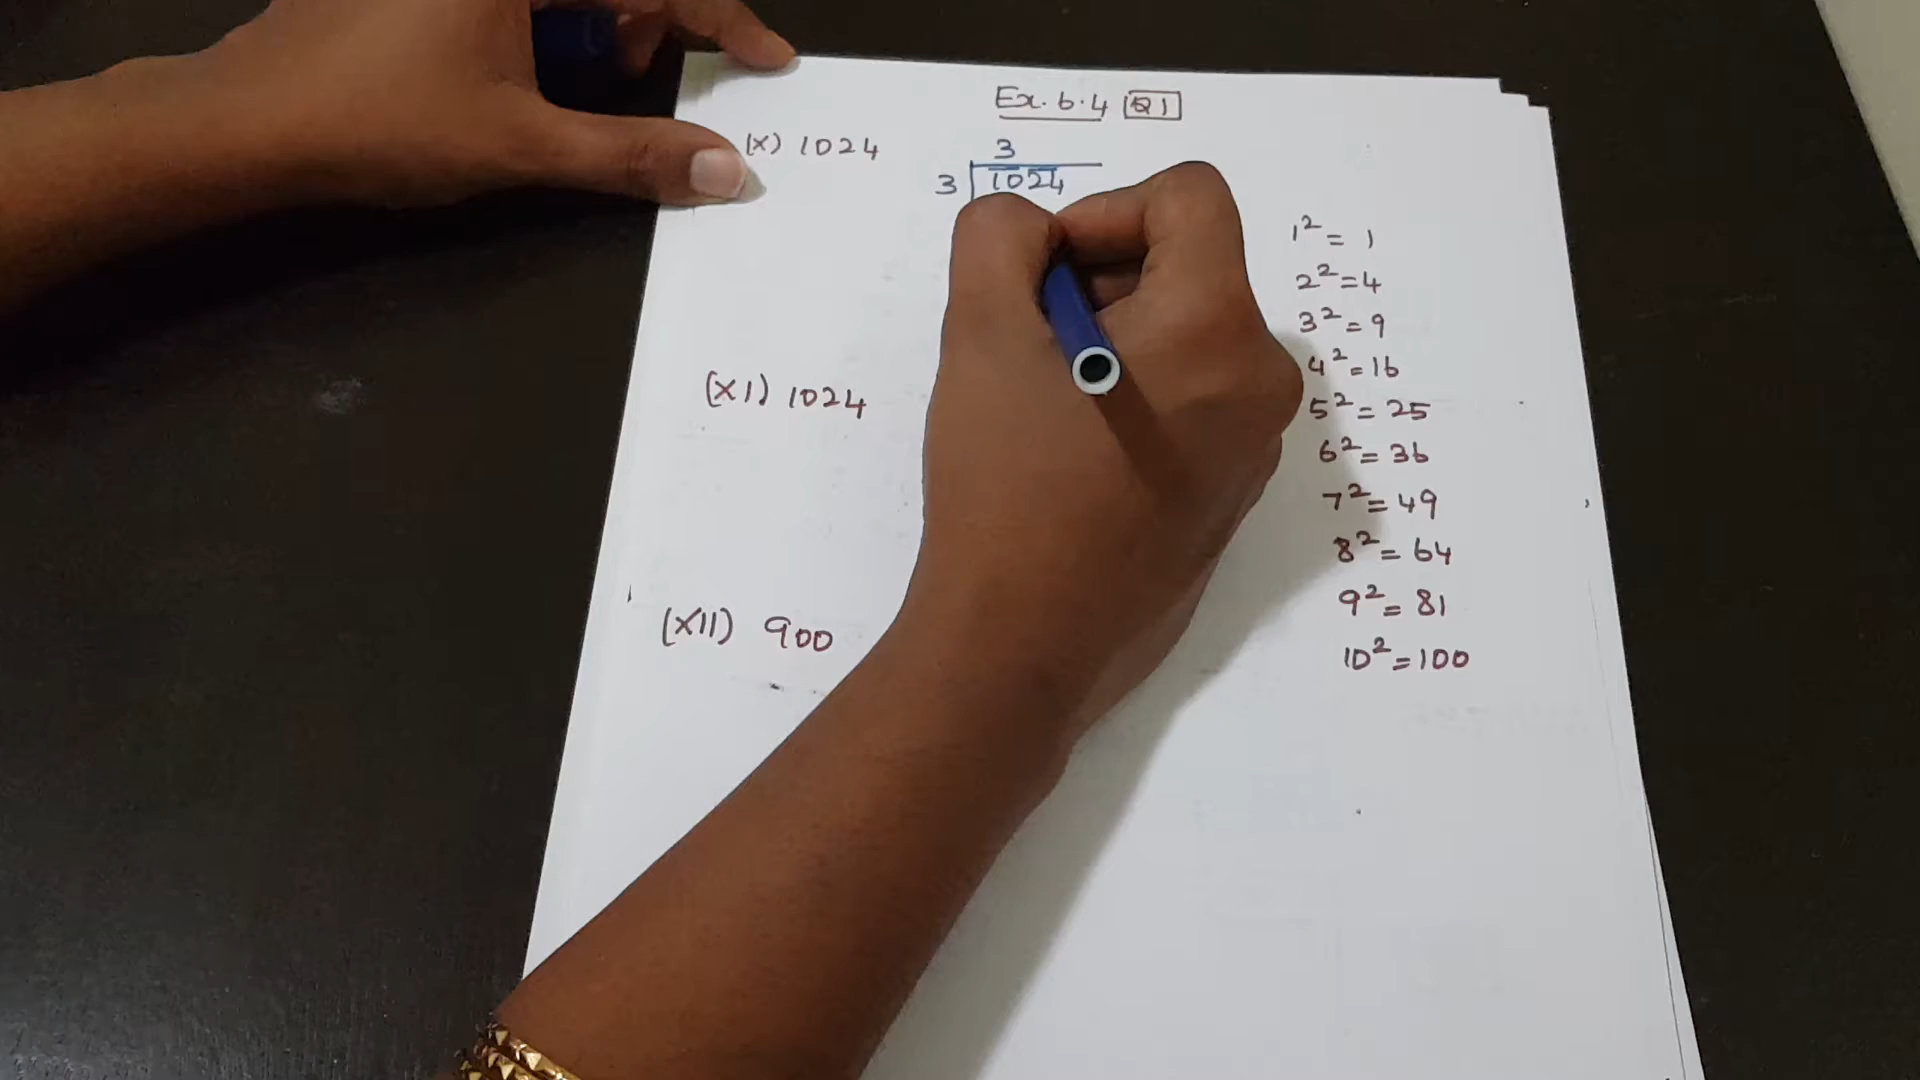 Ex. 6.4 Q1
(X) 1024
3
3 1024
1² = 1
2² = 4
3² = 9
4² = 16
(XI) 1024
5² = 25
6² = 36
7² = 49
8² = 64
9² = 81
(XII) 900
10² = 100